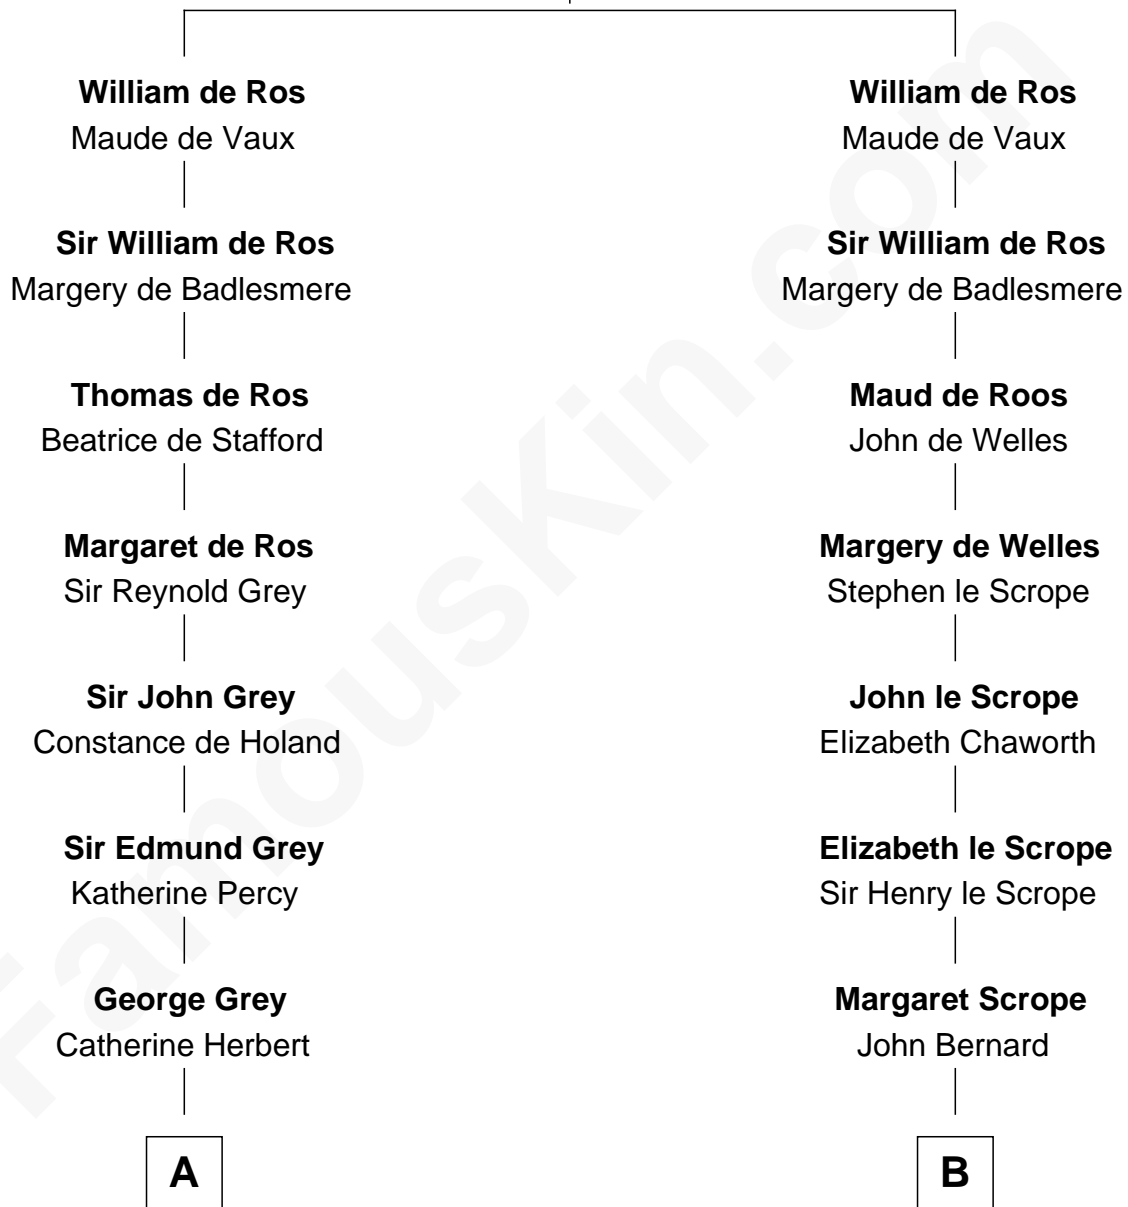 William de Ros
Maude de Vaux
Sir William de Ros
Margery de Badlesmere
Thomas de Ros
Beatrice de Stafford
Margaret de Ros
Sir Reynold Grey
Sir John Grey
Constance de Holand
Sir Edmund Grey
Katherine Percy
George Grey
Catherine Herbert
A
William de Ros
Maude de Vaux
Sir William de Ros
Margery de Badlesmere
Maud de Roos
John de Welles
Margery de Welles
Stephen le Scrope
John le Scrope
Elizabeth Chaworth
Elizabeth le Scrope
Sir Henry le Scrope
Margaret Scrope
John Bernard
B
FamousKin.com